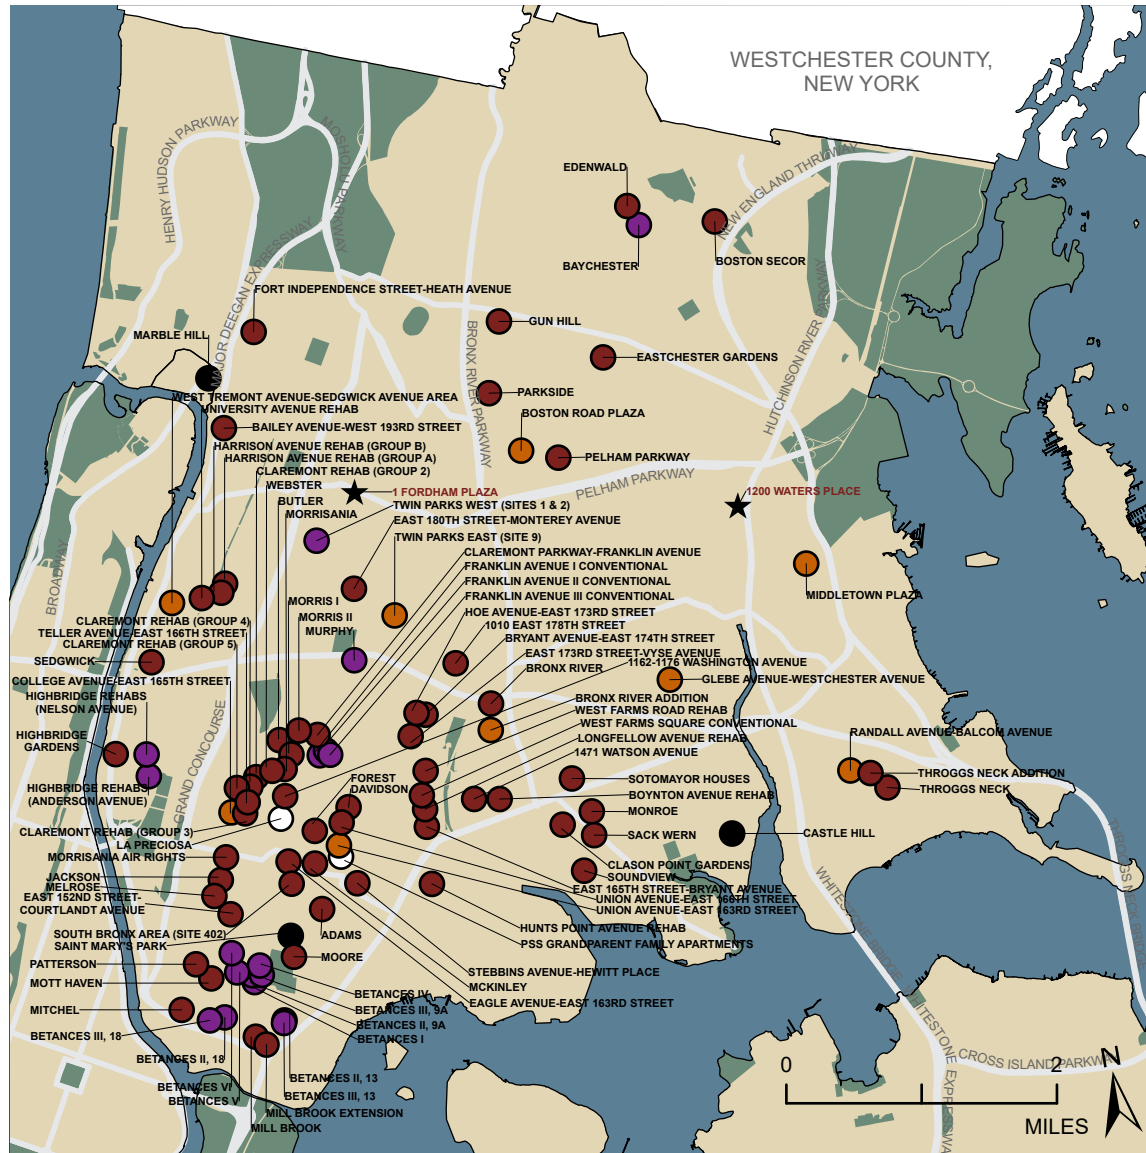 WESTCHESTER COUNTY,
NEW YORK
HENRY HUDSON PARKWAY
MOSHOLU PARKWAY
NEW ENGLAND THRUWAY
EDENWALD
BAYCHESTER
BOSTON SECOR
MAJOR DEEGAN EXPRESSWAY
FORT INDEPENDENCE STREET-HEATH AVENUE
HUTCHINSON RIVER PARKWAY
GUN HILL
MARBLE HILL
BRONX RIVER PARKWAY
EASTCHESTER GARDENS
PARKSIDE
WEST TREMONT AVENUE-SEDGWICK AVENUE AREA
UNIVERSITY AVENUE REHAB
BOSTON ROAD PLAZA
BAILEY AVENUE-WEST 193RD STREET
HARRISON AVENUE REHAB (GROUP B)
HARRISON AVENUE REHAB (GROUP A)
PELHAM PARKWAY
CLAREMONT REHAB (GROUP 2)
PELHAM PARKWAY
WEBSTER
1 FORDHAM PLAZA
1200 WATERS PLACE
BUTLER
TWIN PARKS WEST (SITES 1 & 2)
MORRISANIA
EAST 180TH STREET-MONTEREY AVENUE
TWIN PARKS EAST (SITE 9)
BROADWAY
CLAREMONT PARKWAY-FRANKLIN AVENUE
FRANKLIN AVENUE I CONVENTIONAL
FRANKLIN AVENUE II CONVENTIONAL
FRANKLIN AVENUE III CONVENTIONAL
MIDDLETOWN PLAZA
MORRIS I
MORRIS II
MURPHY
HOE AVENUE-EAST 173RD STREET
1010 EAST 178TH STREET
CLAREMONT REHAB (GROUP 4)
TELLER AVENUE-EAST 166TH STREET
CLAREMONT REHAB (GROUP 5)
BRYANT AVENUE-EAST 174TH STREET
EAST 173RD STREET-VYSE AVENUE
SEDGWICK
1162-1176 WASHINGTON AVENUE
BRONX RIVER
COLLEGE AVENUE-EAST 165TH STREET
GLEBE AVENUE-WESTCHESTER AVENUE
HIGHBRIDGE REHABS
(NELSON AVENUE)
BRONX RIVER ADDITION
WEST FARMS ROAD REHAB
WEST FARMS SQUARE CONVENTIONAL
RANDALL AVENUE-BALCOM AVENUE
HIGHBRIDGE
GARDENS
GRAND CONCOURSE
LONGFELLOW AVENUE REHAB
1471 WATSON AVENUE
THROGGS NECK ADDITION
THROGGS NECK
FOREST
DAVIDSON
SOTOMAYOR HOUSES
HIGHBRIDGE REHABS
(ANDERSON AVENUE)
BOYNTON AVENUE REHAB
MONROE
CLAREMONT REHAB (GROUP 3)
LA PRECIOSA
SACK WERN
CASTLE HILL
MORRISANIA AIR RIGHTS
CLASON POINT GARDENS
SOUNDVIEW
JACKSON
MELROSE
EAST 152ND STREET-
COURTLANDT AVENUE
EAST 165TH STREET-BRYANT AVENUE
UNION AVENUE-EAST 166TH STREET
UNION AVENUE-EAST 163RD STREET
THROGGS NECK BRIDGE
WHITESTONE BRIDGE
HUNTS POINT AVENUE REHAB
SOUTH BRONX AREA (SITE 402)
SAINT MARY'S PARK
ADAMS
PSS GRANDPARENT FAMILY APARTMENTS
MOORE
PATTERSON
STEBBINS AVENUE-HEWITT PLACE
MOTT HAVEN
MCKINLEY
BETANCES IV
EAGLE AVENUE-EAST 163RD STREET
MITCHEL
BETANCES III, 9A
BETANCES II, 9A
BETANCES III, 18
BETANCES I
BETANCES II, 18
WHITESTONE EXPRESSWAY
CROSS ISLAND PARKWAY
BETANCES II, 13
BETANCES VI
BETANCES III, 13
BETANCES V
MILL BROOK EXTENSION
MILL BROOK
0
2
MILES
N